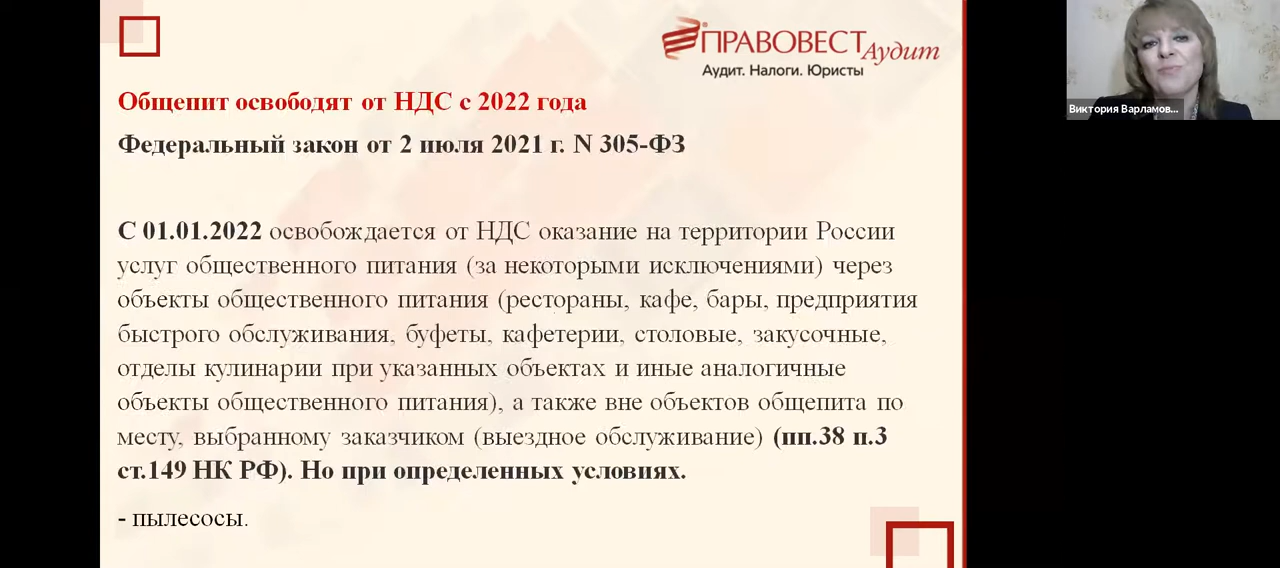 ПРАВОВЕСТ Аудит
Аудит. Налоги. Юристы
Виктория Варламов...
Общепит освободят от НДС с 2022 года
Федеральный закон от 2 июля 2021 г. N 305-ФЗ
С 01.01.2022 освобождается от НДС оказание на территории России
услуг общественного питания (за некоторыми исключениями) через
объекты общественного питания (рестораны, кафе, бары, предприятия
быстрого обслуживания, буфеты, кафетерии, столовые, закусочные,
отделы кулинарии при указанных объектах и иные аналогичные
объекты общественного питания), а также вне объектов общепита по
месту, выбранному заказчиком (выездное обслуживание) (пп.38 п.3
ст.149 НК РФ). Но при определенных условиях.
- пылесосы.